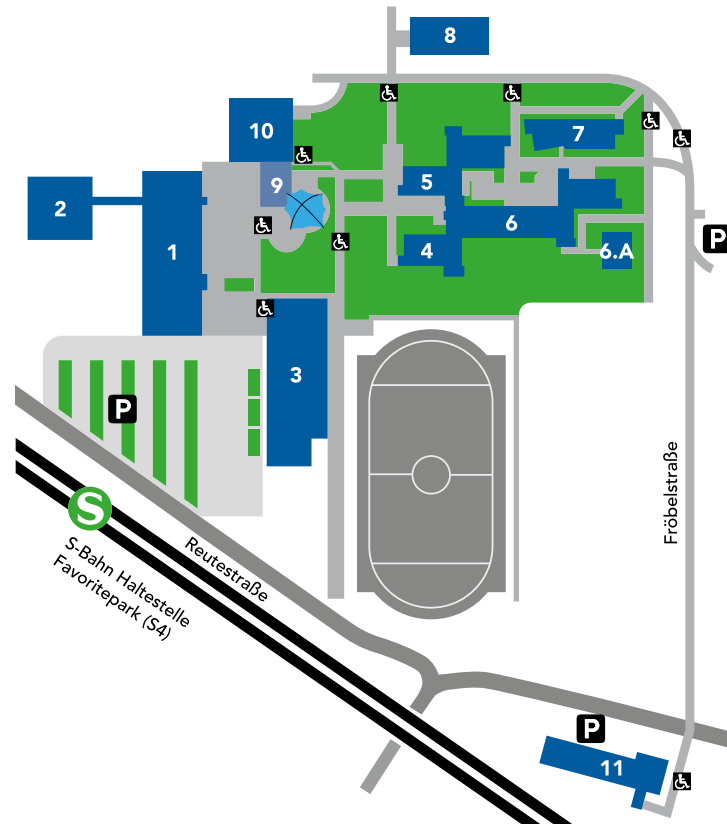 8
10
7
9
5
2
1
6
4
6.A
P
3
P
S
Fröbelstraße
S-Bahn Haltestelle
Favoritepark (S4)
Reutestraße
P
11